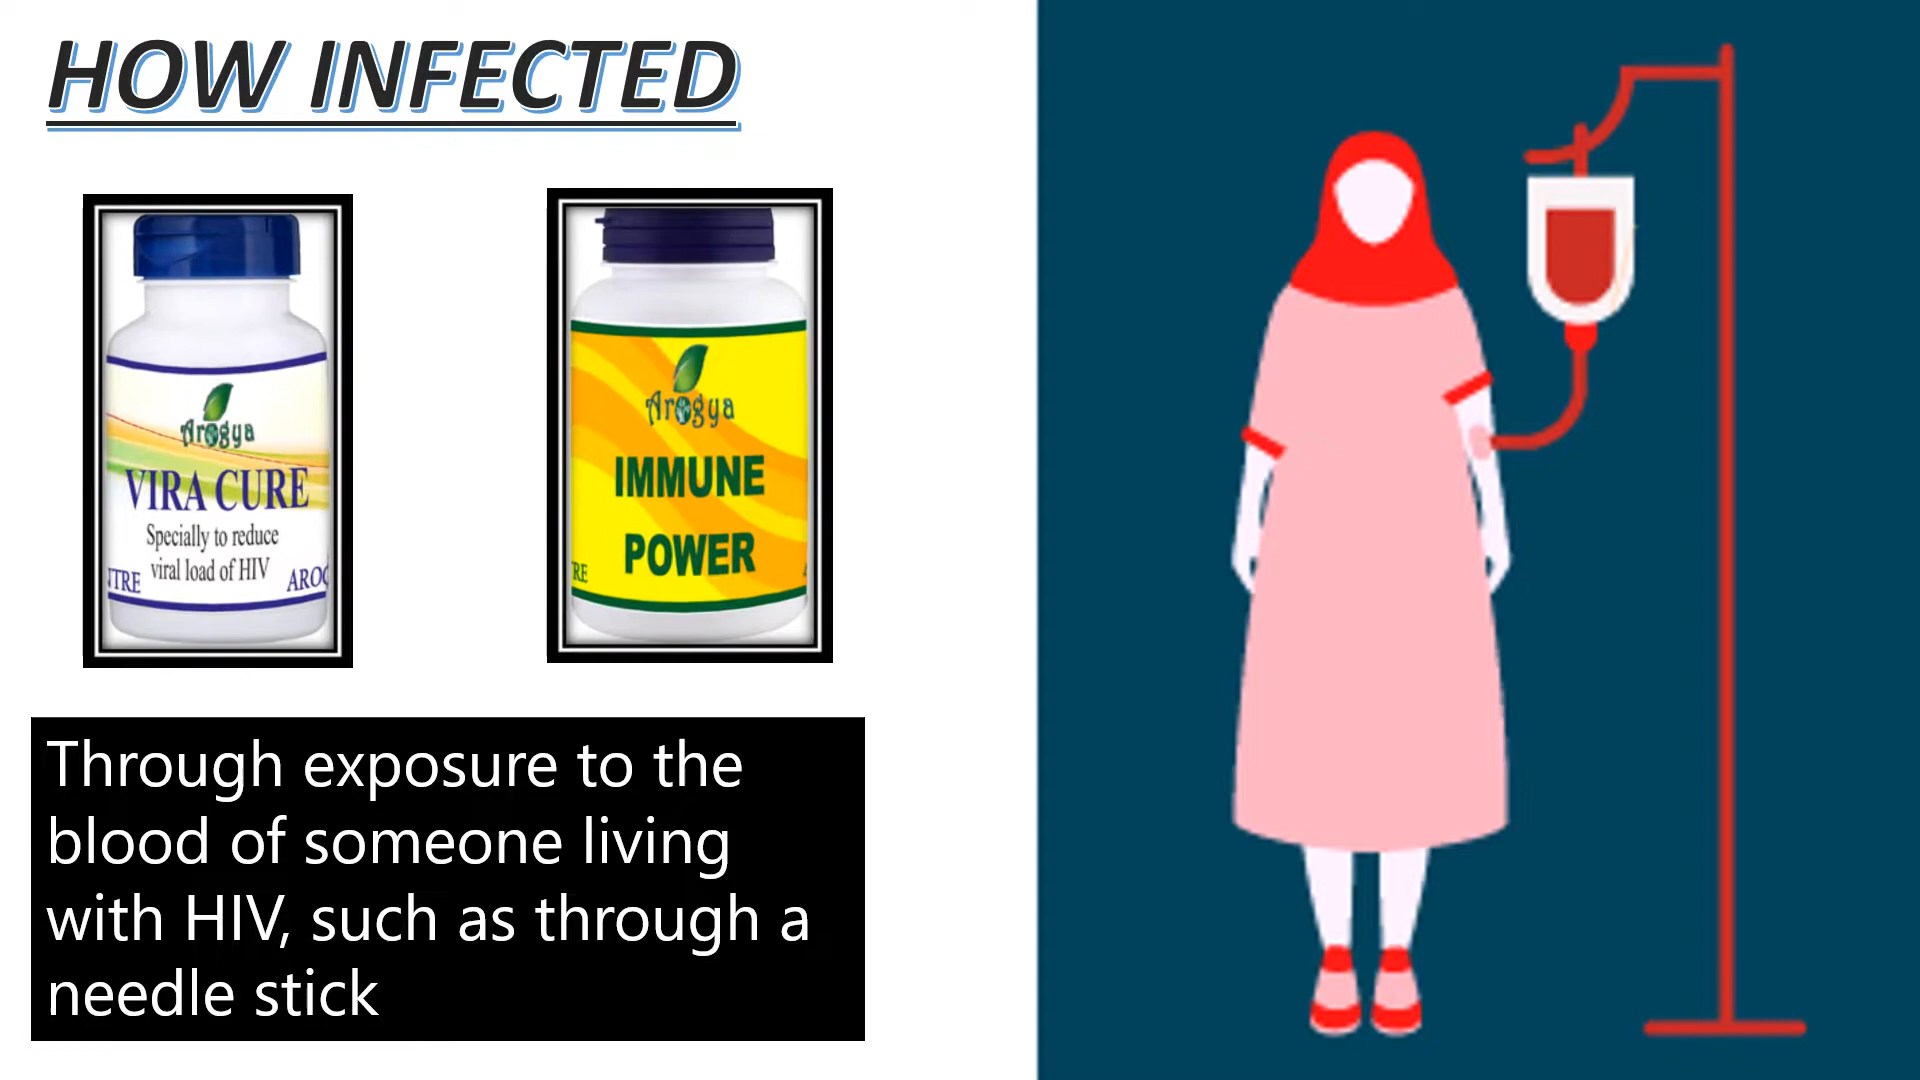 HOW INFECTED
Arogya
VIRA CURE
Specially to reduce
viral load of HIV
NTRE
AROG
Arogya
IMMUNE
POWER
RE
Through exposure to the
blood of someone living
with HIV, such as through a
needle stick